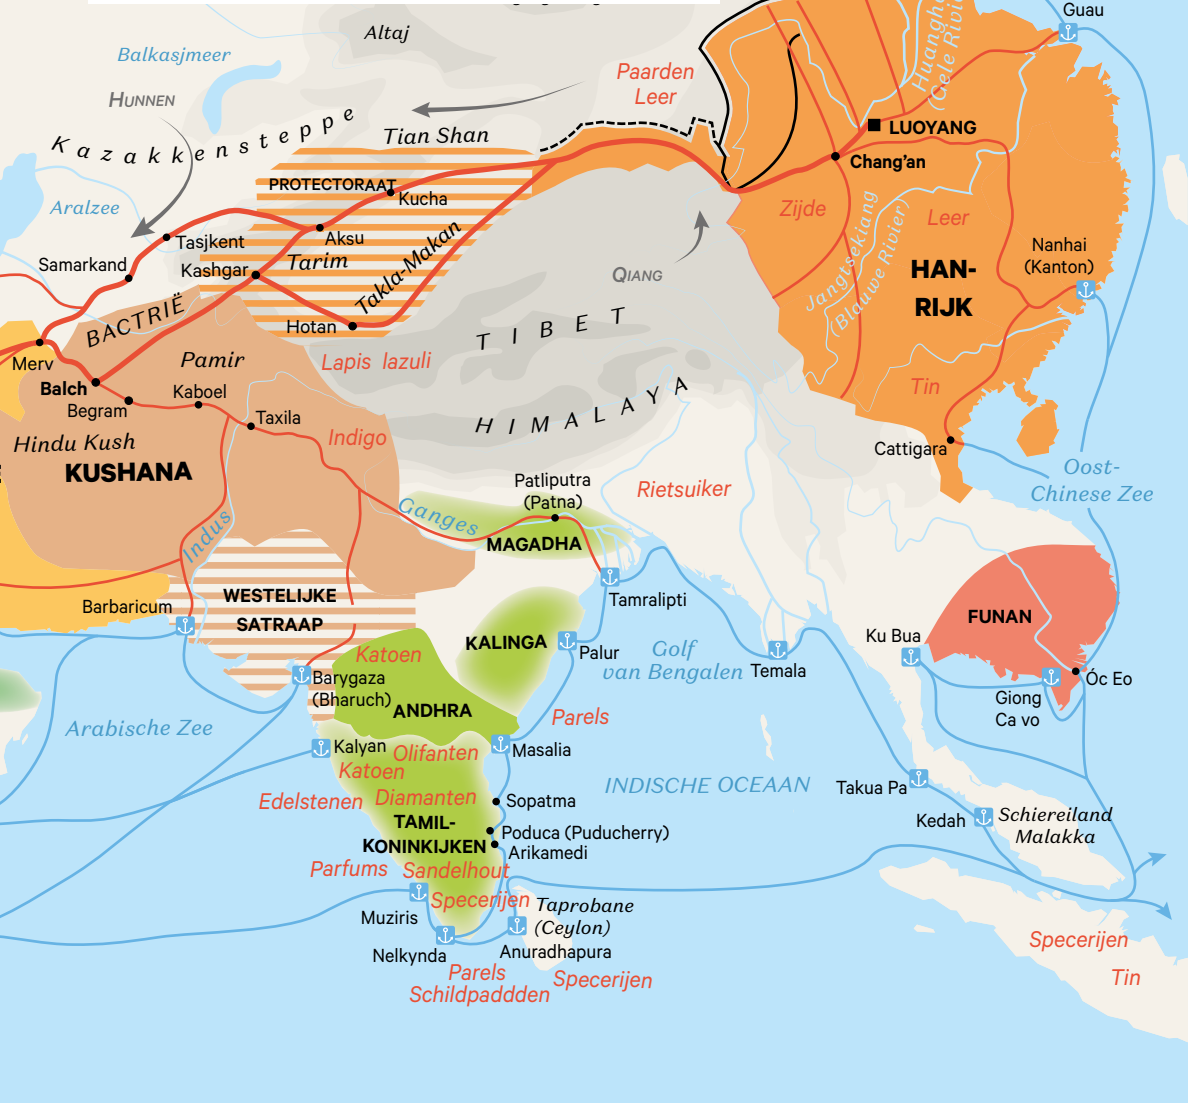 Altaj
Guau
Balkasjmeer
HUNNEN
Paarden
Leer
Huangho
(Gele Rivier)
Kazakkensteppe
Tian Shan
LUOYANG
Chang'an
PROTECTORAAT
Kucha
Aralzee
Zijde
Leer
Tasjkent
Aksu
Nanhai
(Kanton)
Samarkand
Kashgar
Tarim
Takla-Makan
QIANG
Jangtsekiang
(Blauwe Rivier)
HAN-
RIJK
BACTRIË
Hotan
TIBET
Merv
Pamir
Lapis lazuli
Balch
Kaboel
HIMALAYA
Tin
Begram
Taxila
Hindu Kush
Indigo
Cattigara
KUSHANA
Oost-
Chinese Zee
Patliputra
(Patna)
Rietsuiker
Ganges
Indus
MAGADHA
WESTELIJKE
SATRAAP
Barbaricum
Tamralipti
FUNAN
KALINGA
Palur
Golf
van Bengalen
Temala
Ku Bua
Katoen
Barygaza
(Bharuch)
Óc Eo
Giong
Ca vo
ANDHRA
Parels
Arabische Zee
Kalyan
Olifanten
Masalia
Katoen
INDISCHE OCEAAN
Takua Pa
Edelstenen
Diamanten
Sopatma
Kedah
Schiereiland
Malakka
TAMIL-
KONINKIJKEN
Poduca (Puducherry)
Arikamedi
Parfums
Sandelhout
Specerijen
Taprobane
(Ceylon)
Muziris
Nelkynda
Anuradhapura
Specerijen
Tin
Parels
Schildpaddden
Specerijen